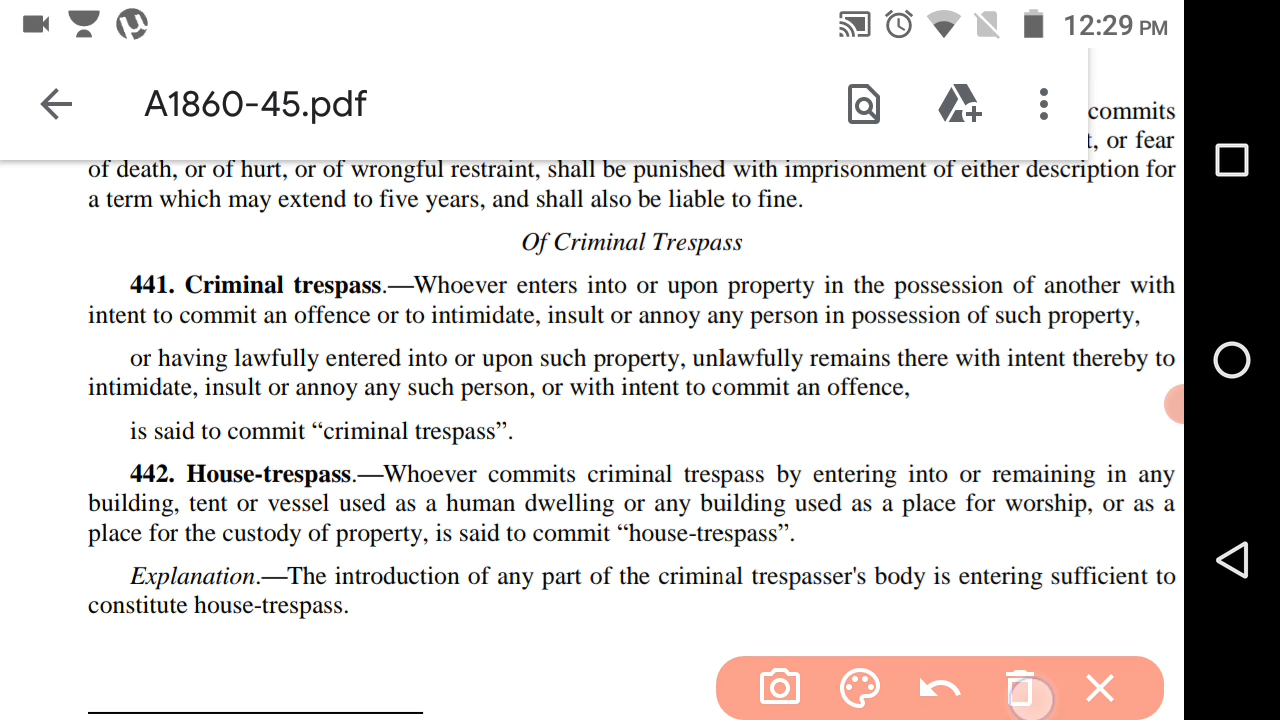 12:29 PM
A1860-45.pdf
commits
t, or fear
of death, or of hurt, or of wrongful restraint, shall be punished with imprisonment of either description for
a term which may extend to five years, and shall also be liable to fine.
Of Criminal Trespass
441. Criminal trespass.—Whoever enters into or upon property in the possession of another with
intent to commit an offence or to intimidate, insult or annoy any person in possession of such property,
or having lawfully entered into or upon such property, unlawfully remains there with intent thereby to
intimidate, insult or annoy any such person, or with intent to commit an offence,
is said to commit “criminal trespass”.
442. House-trespass.—Whoever commits criminal trespass by entering into or remaining in any
building, tent or vessel used as a human dwelling or any building used as a place for worship, or as a
place for the custody of property, is said to commit “house-trespass”.
Explanation.—The introduction of any part of the criminal trespasser's body is entering sufficient to
constitute house-trespass.